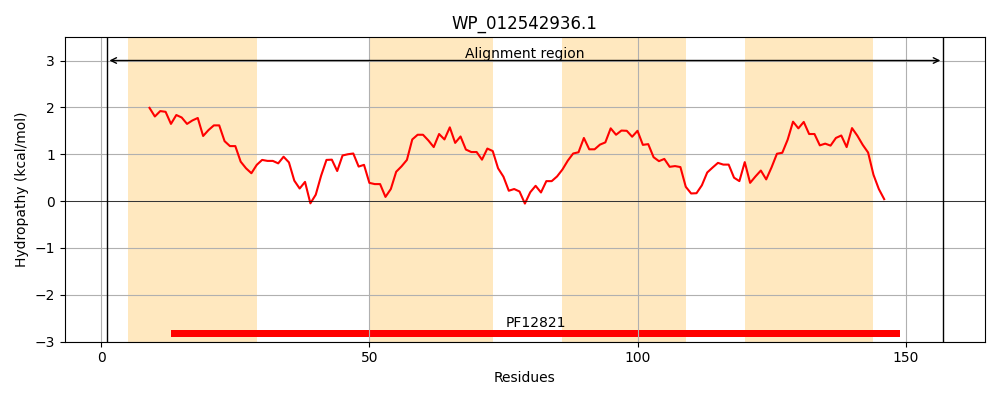 WP_012542936.1
Alignment region
3
2
1
0
−1
−2
−3
Hydropathy (kcal/mol)
PF12821
0 50 100 150
Residues